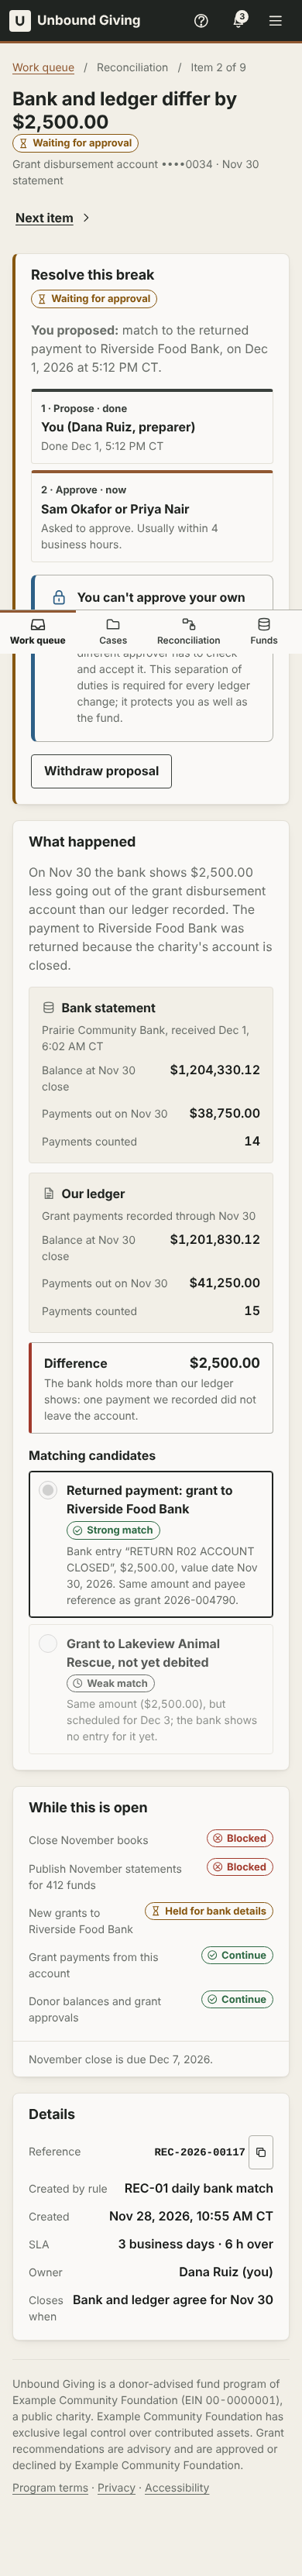 U Unbound Giving 3
Work queue / Reconciliation / Item 2 of 9
Bank and ledger differ by
$2,500.00
Waiting for approval
Grant disbursement account ••••0034 · Nov 30
statement
Next item
Resolve this break
Waiting for approval
You proposed: match to the returned
payment to Riverside Food Bank, on Dec
1, 2026 at 5:12 PM CT.
1 · Propose · done
You (Dana Ruiz, preparer)
Done Dec 1, 5:12 PM CT
2 · Approve · now
Sam Okafor or Priya Nair
Asked to approve. Usually within 4
business hours.
You can't approve your own
Work queue Cases Reconciliation Funds
different approver has to check
and accept it. This separation of
duties is required for every ledger
change; it protects you as well as
the fund.
Withdraw proposal
What happened
On Nov 30 the bank shows $2,500.00
less going out of the grant disbursement
account than our ledger recorded. The
payment to Riverside Food Bank was
returned because the charity's account is
closed.
Bank statement
Prairie Community Bank, received Dec 1,
6:02 AM CT
Balance at Nov 30 $1,204,330.12
close
Payments out on Nov 30 $38,750.00
Payments counted 14
Our ledger
Grant payments recorded through Nov 30
Balance at Nov 30 $1,201,830.12
close
Payments out on Nov 30 $41,250.00
Payments counted 15
Difference $2,500.00
The bank holds more than our ledger
shows: one payment we recorded did not
leave the account.
Matching candidates
Returned payment: grant to
Riverside Food Bank
Strong match
Bank entry “RETURN R02 ACCOUNT
CLOSED”, $2,500.00, value date Nov
30, 2026. Same amount and payee
reference as grant 2026-004790.
Grant to Lakeview Animal
Rescue, not yet debited
Weak match
Same amount ($2,500.00), but
scheduled for Dec 3; the bank shows
no entry for it yet.
While this is open
Close November books Blocked
Publish November statements Blocked
for 412 funds
New grants to Held for bank details
Riverside Food Bank
Grant payments from this Continue
account
Donor balances and grant Continue
approvals
November close is due Dec 7, 2026.
Details
Reference REC-2026-00117
Created by rule REC-01 daily bank match
Created Nov 28, 2026, 10:55 AM CT
SLA 3 business days · 6 h over
Owner Dana Ruiz (you)
Closes Bank and ledger agree for Nov 30
when
Unbound Giving is a donor-advised fund program of
Example Community Foundation (EIN 00-0000001),
a public charity. Example Community Foundation has
exclusive legal control over contributed assets. Grant
recommendations are advisory and are approved or
declined by Example Community Foundation.
Program terms · Privacy · Accessibility